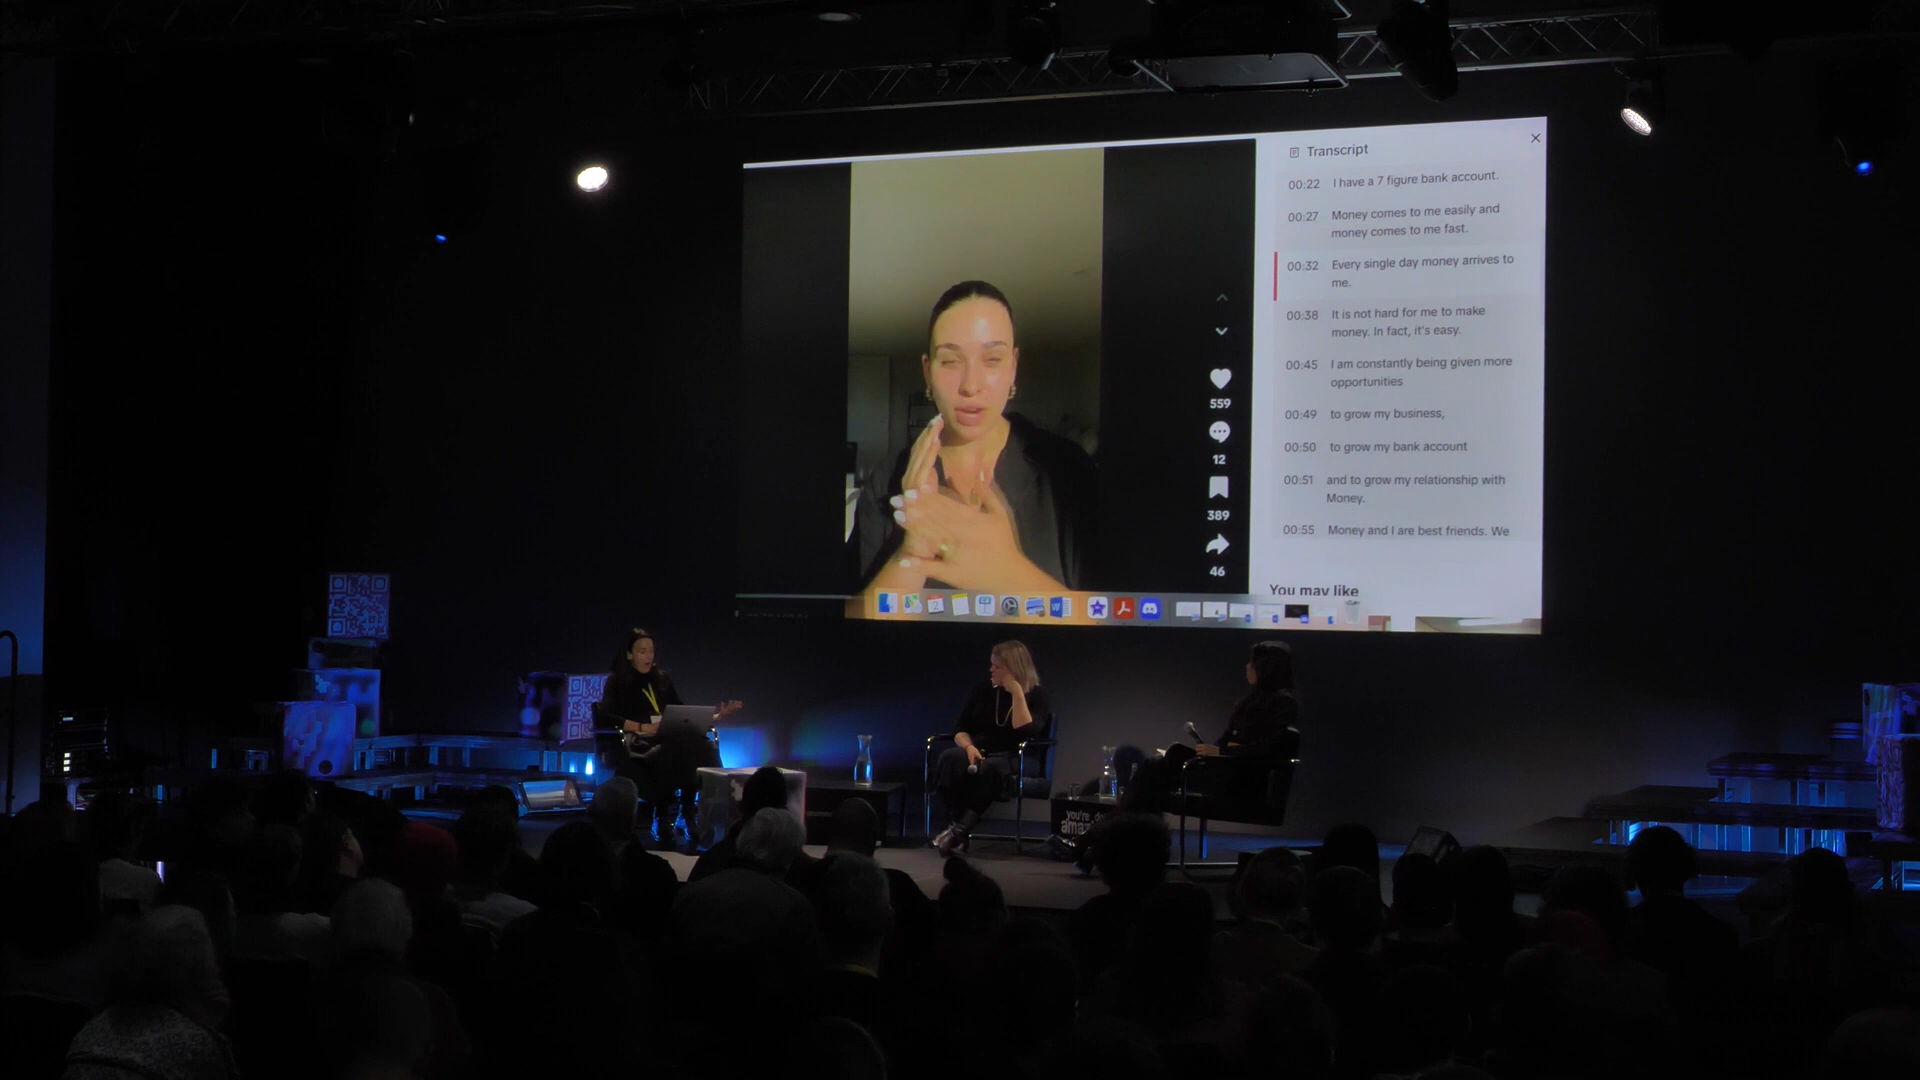 Transcript
00:22 I have a 7 figure bank account.
00:27 Money comes to me easily and
money comes to me fast.
00:32 Every single day money arrives to
me.
00:38 It is not hard for me to make
money. In fact, it's easy.
00:45 I am constantly being given more
opportunities
00:49 to grow my business,
00:50 to grow my bank account
00:51 and to grow my relationship with
Money.
00:55 Money and I are best friends. We
You may like
559
12
389
46
2
W
you're